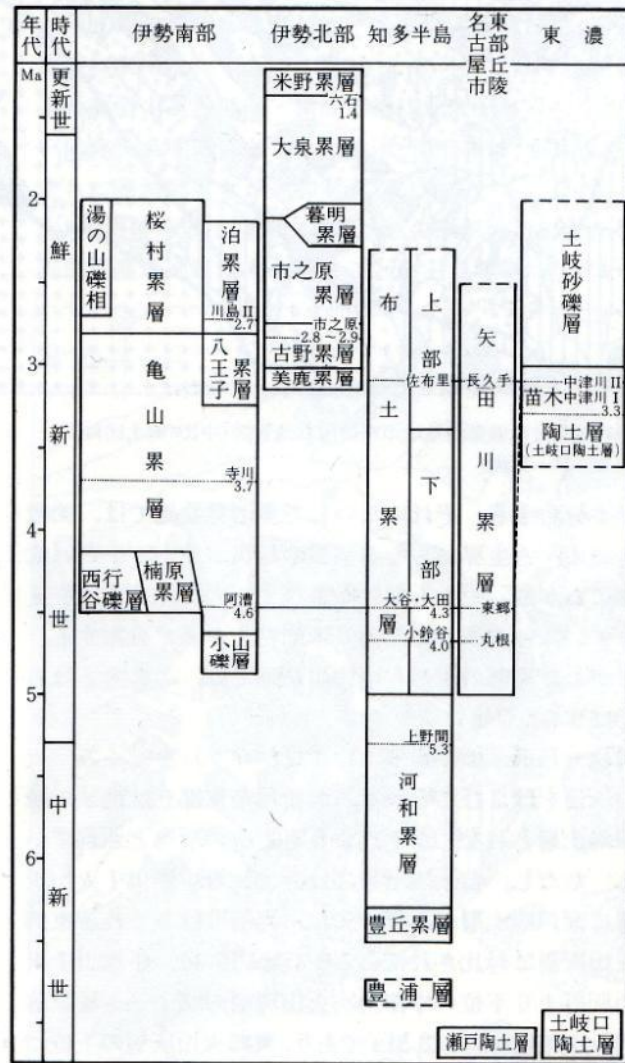 年代
時代
伊勢南部
伊勢北部
知多半島
名古屋市
東部丘陵
東濃
Ma
更新世
鮮新世
中新世
2
3
4
5
6
湯の山礫相
桜村累層
亀山累層
寺川
3.7
西行谷礫層
楠原累層
泊累層
川島II
2.7
八王子累層
阿漕
4.6
小山礫層
米野累層
六石
1.4
大泉累層
暮明累層
市之原累層
市之原
2.8~2.9
古野累層
美鹿累層
布土累層
上部
佐布里
下部
大谷
大田
4.3
小鈴谷
4.0
上野間
5.3
河和累層
豊丘累層
豊浦層
矢田川累層
長久手
東郷
丸根
土岐砂礫層
中津川II
苗木
中津川I
3.3
陶土層
(土岐口陶土層)
瀬戸陶土層
土岐口陶土層